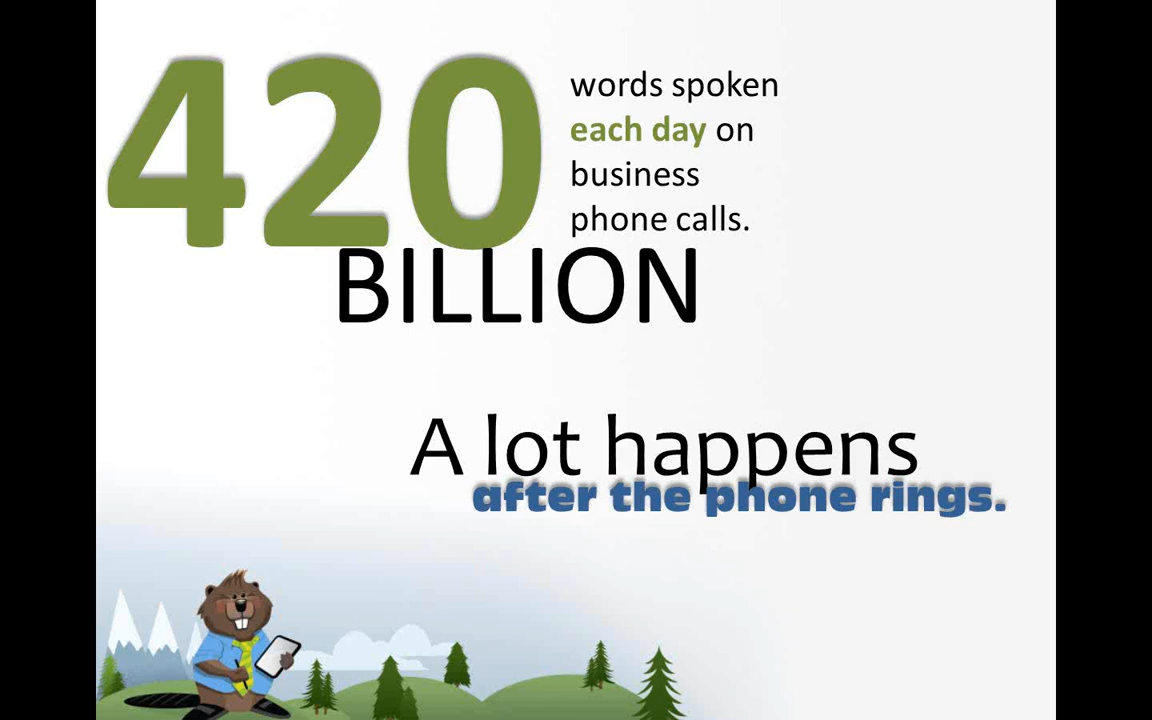 420
words spoken
each day on
business
phone calls.
BILLION
A lot happens
after the phone rings.